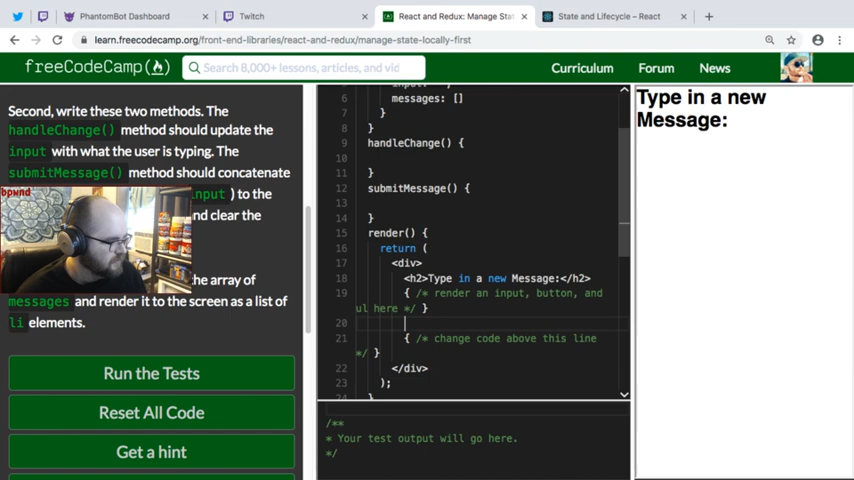 PhantomBot Dashboard
Twitch
React and Redux: Manage Stat
State and Lifecycle – React
learn.freecodecamp.org/front-end-libraries/react-and-redux/manage-state-locally-first
freeCodeCamp
Search 8,000+ lessons, articles, and vid
Curriculum
Forum
News
Second, write these two methods. The
handleChange() method should update the
input with what the user is typing. The
submitMessage() method should concatenate
input ) to the
nd clear the
the array of
messages and render it to the screen as a list of
li elements.
bpwnd
Run the Tests
Reset All Code
Get a hint
6 messages: []
7 }
8 }
9 handleChange() {
10
11 }
12 submitMessage() {
13
14 }
15 render() {
16 return (
17 <div>
18 <h2>Type in a new Message:</h2>
19 { /* render an input, button, and
ul here */ }
20
21 { /* change code above this line
*/ }
22 </div>
23 );
24 }
/**
* Your test output will go here.
*/
Type in a new
Message: